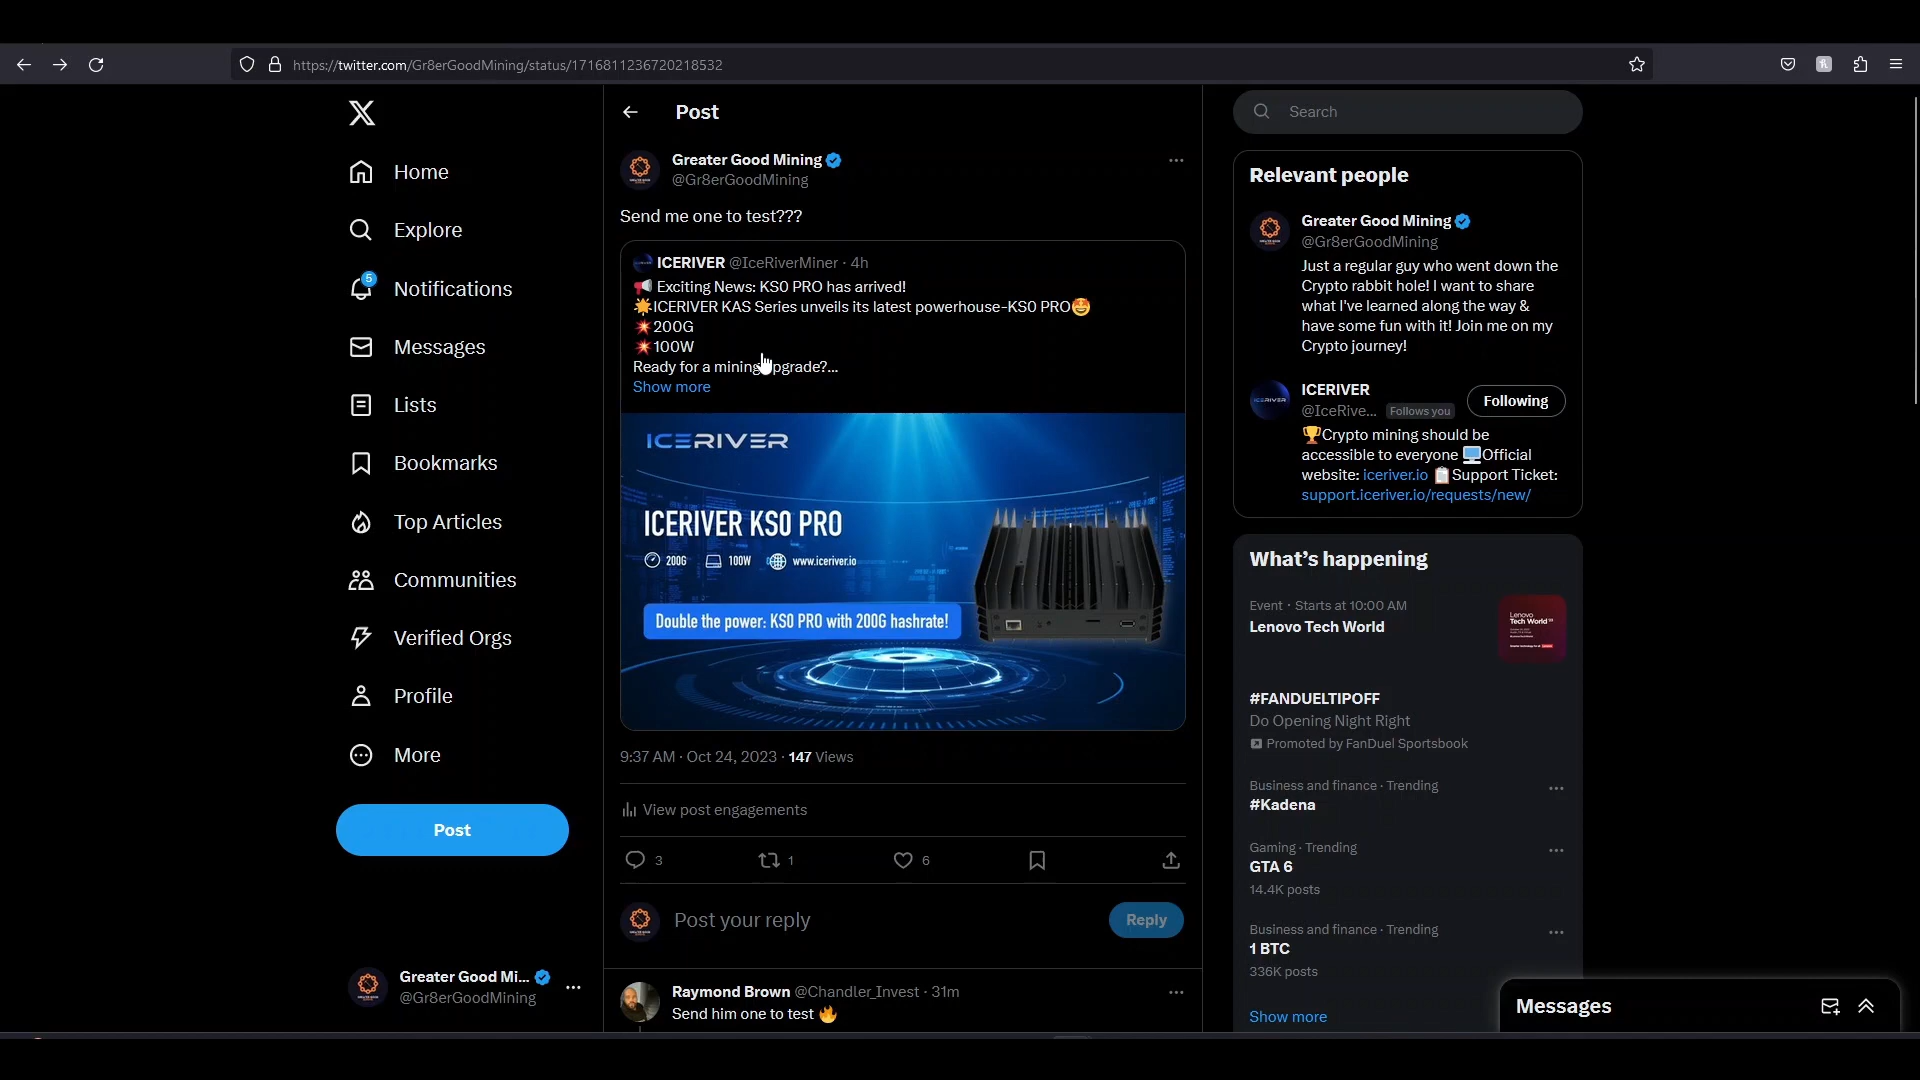 https://twitter.com/Gr8erGoodMining/status/1716811236720218532
Home
Explore
5
Notifications
Messages
Lists
Bookmarks
Top Articles
Communities
Verified Orgs
Profile
More
Post
Greater Good Mi...
@Gr8erGoodMining
Post
Greater Good Mining
@Gr8erGoodMining
Send me one to test???
ICERIVER @IceRiverMiner · 4h
📢 Exciting News: KS0 PRO has arrived!
🌟ICERIVER KAS Series unveils its latest powerhouse-KS0 PRO🤩
💥200G
💥100W
Ready for a mining upgrade?...
Show more
ICERIVER
ICERIVER KS0 PRO
200G 100W www.iceriver.io
Double the power: KS0 PRO with 200G hashrate!
9:37 AM · Oct 24, 2023 · 147 Views
View post engagements
3 1 6
Post your reply
Reply
Raymond Brown @Chandler_Invest · 31m
Send him one to test 🔥
Search
Relevant people
Greater Good Mining
@Gr8erGoodMining
Just a regular guy who went down the
Crypto rabbit hole! I want to share
what I've learned along the way &
have some fun with it! Join me on my
Crypto journey!
ICERIVER
@IceRive... Follows you
Following
🏆Crypto mining should be
accessible to everyone 🖥️Official
website: iceriver.io 📋Support Ticket:
support.iceriver.io/requests/new/
What's happening
Event · Starts at 10:00 AM
Lenovo Tech World
Lenovo
Tech World
#FANDUELTIPOFF
Do Opening Night Right
Promoted by FanDuel Sportsbook
Business and finance · Trending
#Kadena
Gaming · Trending
GTA 6
14.4K posts
Business and finance · Trending
1 BTC
336K posts
Show more
Messages